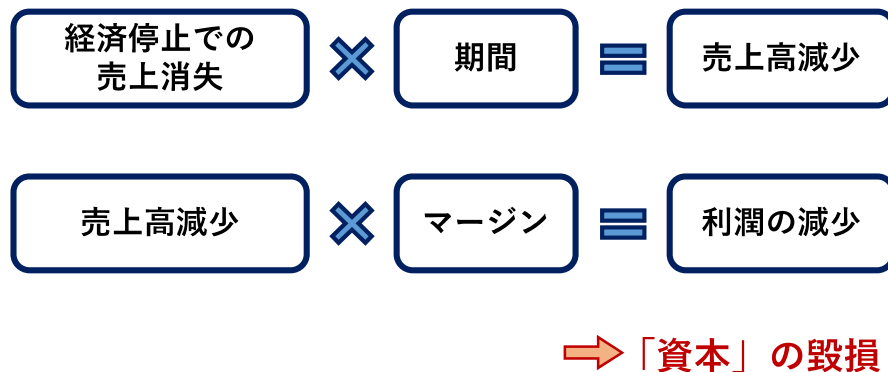 経済停止での
売上消失
期間
売上高減少
売上高減少
マージン
利潤の減少
「資本」の毀損